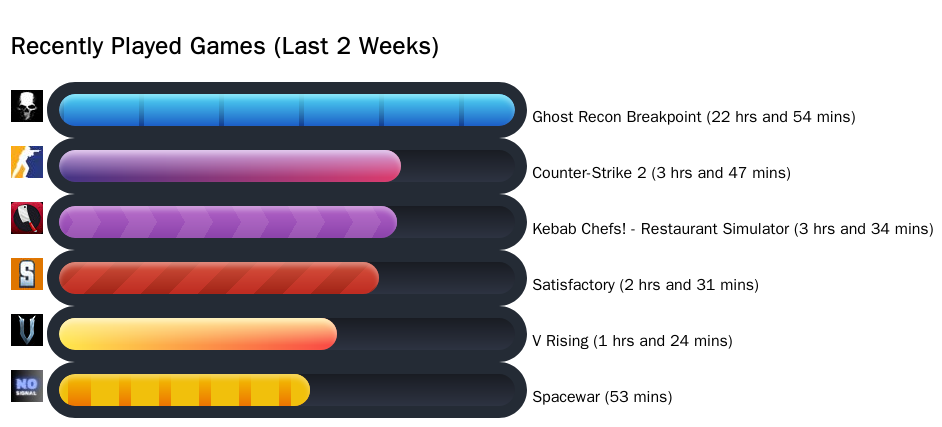 Recently Played Games (Last 2 Weeks)
Ghost Recon Breakpoint (22 hrs and 54 mins)
Counter-Strike 2 (3 hrs and 47 mins)
Kebab Chefs! - Restaurant Simulator (3 hrs and 34 mins)
S
Satisfactory (2 hrs and 31 mins)
V
V Rising (1 hrs and 24 mins)
NO
SIGNAL
Spacewar (53 mins)